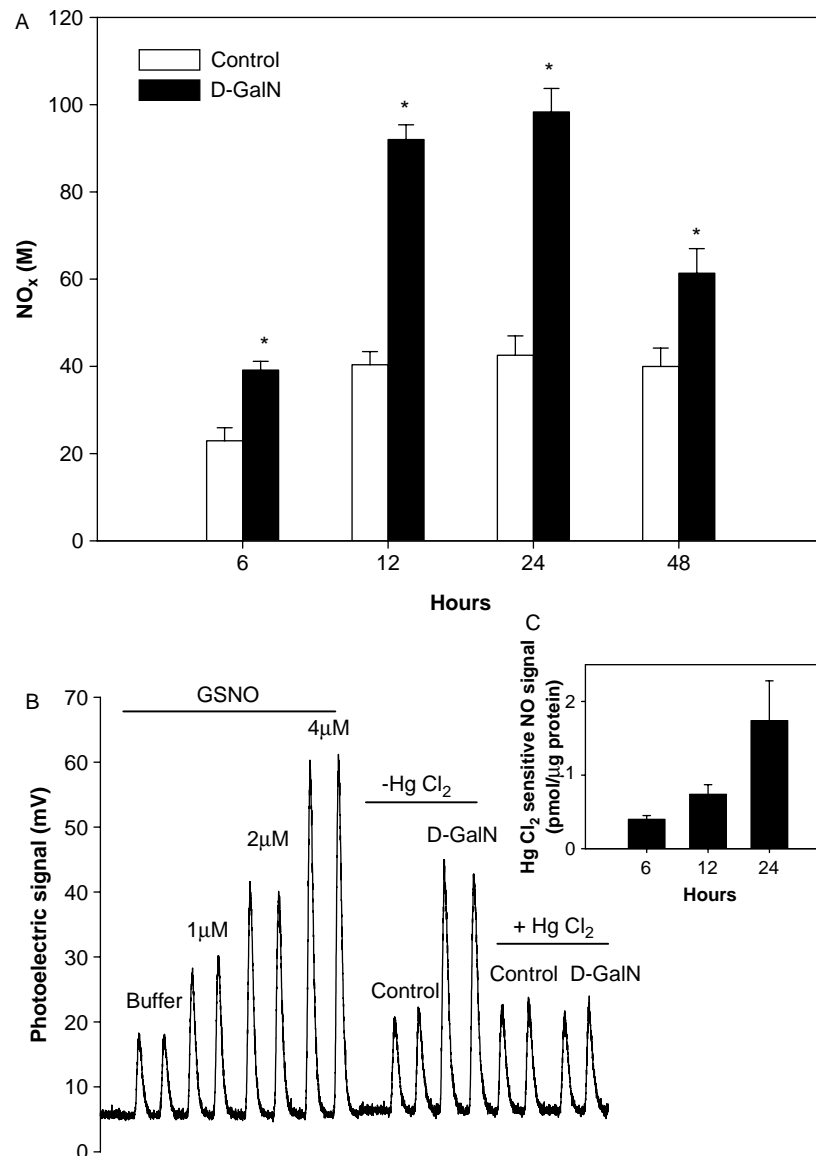 A
120
100
80
60
40
20
0
NOx (M)
Control
D-GalN
*
*
*
*
6
12
24
48
Hours
B
70
60
50
40
30
20
10
0
Photoelectric signal (mV)
GSNO
4μM
2μM
1μM
Buffer
-Hg Cl2
D-GalN
Control
+ Hg Cl2
Control
D-GalN
C
Hg Cl2 sensitive NO signal
(pmol/μg protein)
2
1
0
6
12
24
Hours